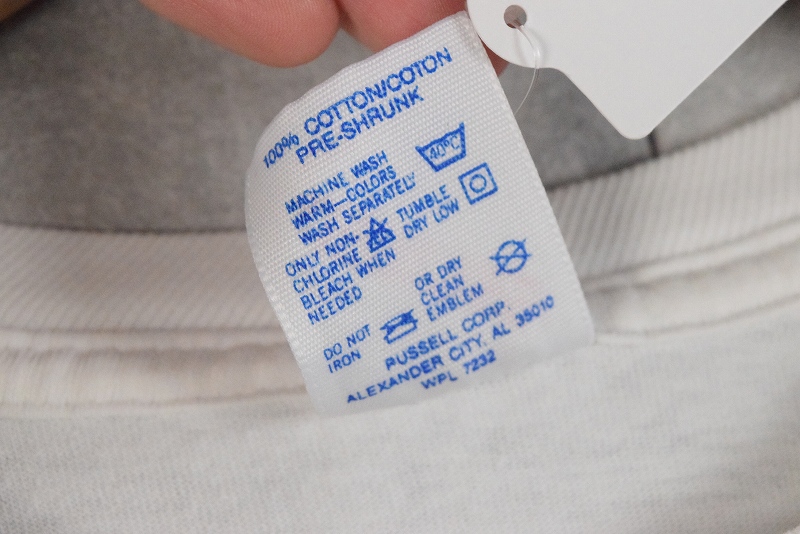 100% COTTON/COTON
PRE-SHRUNK
MACHINE WASH
WARM—COLORS
WASH SEPARATELY
40°C
ONLY NON-
CHLORINE
BLEACH WHEN
NEEDED
TUMBLE
DRY LOW
DO NOT
IRON
OR DRY
CLEAN
EMBLEM
RUSSELL CORP.
ALEXANDER CITY, AL 35010
WPL 7232